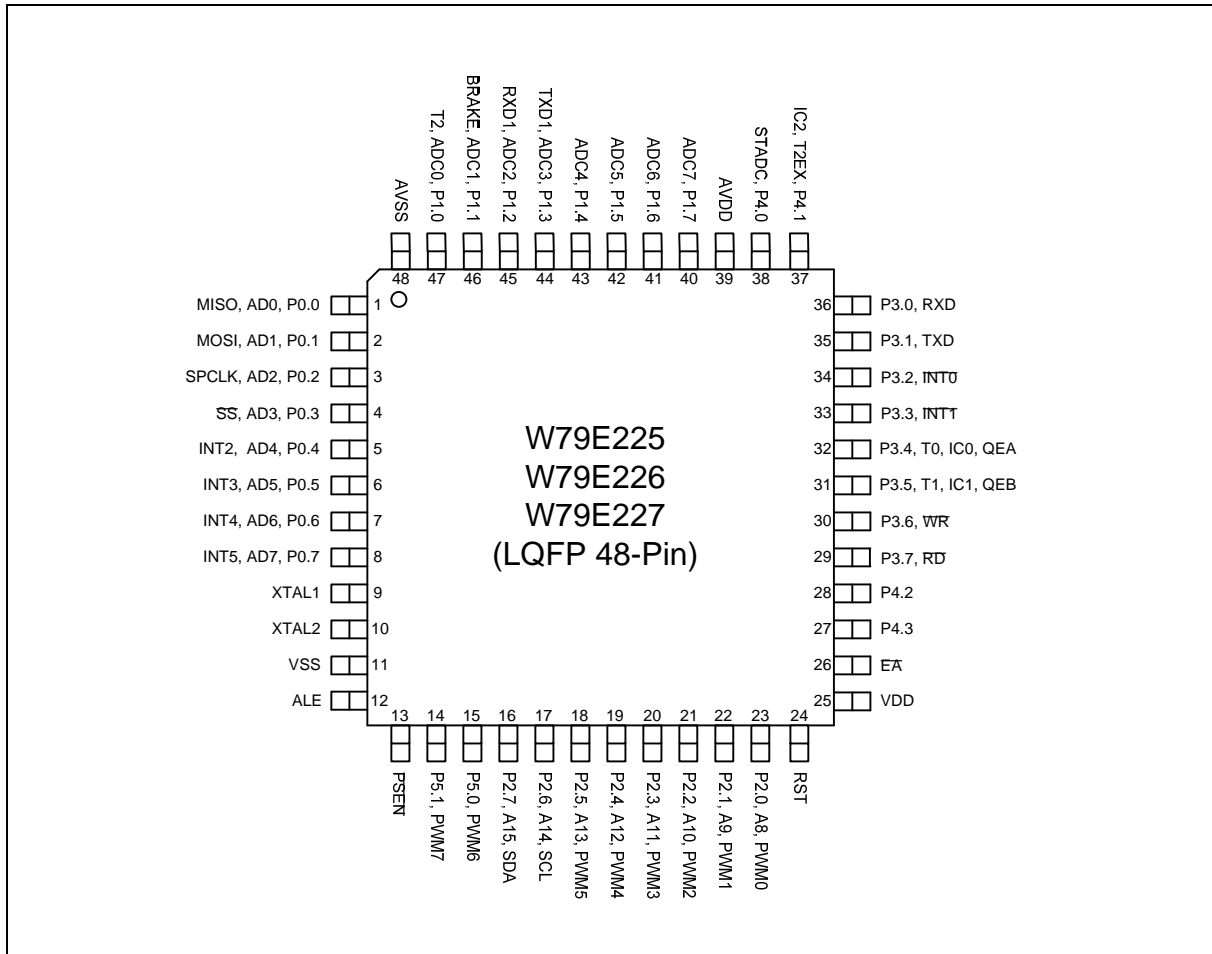 AVSS
T2, ADC0, P1.0
BRAKE, ADC1, P1.1
RXD1, ADC2, P1.2
TXD1, ADC3, P1.3
ADC4, P1.4
ADC5, P1.5
ADC6, P1.6
ADC7, P1.7
AVDD
STADC, P4.0
IC2, T2EX, P4.1
48 47 46 45 44 43 42 41 40 39 38 37
MISO, AD0, P0.0 1
MOSI, AD1, P0.1 2
SPCLK, AD2, P0.2 3
S̅S̅, AD3, P0.3 4
INT2, AD4, P0.4 5
INT3, AD5, P0.5 6
INT4, AD6, P0.6 7
INT5, AD7, P0.7 8
XTAL1 9
XTAL2 10
VSS 11
ALE 12
W79E225
W79E226
W79E227
(LQFP 48-Pin)
36 P3.0, RXD
35 P3.1, TXD
34 P3.2, I̅N̅T̅0̅
33 P3.3, I̅N̅T̅1̅
32 P3.4, T0, IC0, QEA
31 P3.5, T1, IC1, QEB
30 P3.6, W̅R̅
29 P3.7, R̅D̅
28 P4.2
27 P4.3
26 E̅A̅
25 VDD
13 14 15 16 17 18 19 20 21 22 23 24
P̅S̅E̅N̅
P5.1, PWM7
P5.0, PWM6
P2.7, A15, SDA
P2.6, A14, SCL
P2.5, A13, PWM5
P2.4, A12, PWM4
P2.3, A11, PWM3
P2.2, A10, PWM2
P2.1, A9, PWM1
P2.0, A8, PWM0
RST